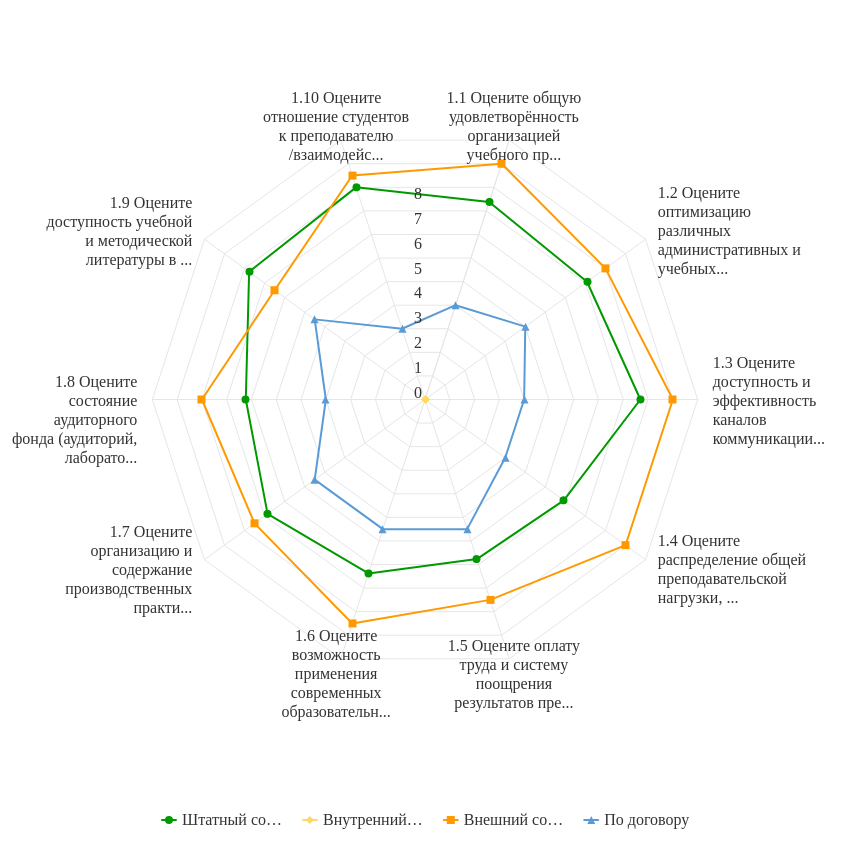 1.10 Оцените
отношение студентов
к преподавателю
/взаимодейс...
1.1 Оцените общую
удовлетворённость
организацией
учебного пр...
1.2 Оцените
оптимизацию
различных
административных и
учебных...
1.9 Оцените
доступность учебной
и методической
литературы в ...
8
7
6
5
4
3
2
1
0
1.3 Оцените
доступность и
эффективность
каналов
коммуникации...
1.8 Оцените
состояние
аудиторного
фонда (аудиторий,
лаборато...
1.7 Оцените
организацию и
содержание
производственных
практи...
1.4 Оцените
распределение общей
преподавательской
нагрузки, ...
1.6 Оцените
возможность
применения
современных
образовательн...
1.5 Оцените оплату
труда и систему
поощрения
результатов пре...
Штатный со… Внутренний… Внешний со… По договору